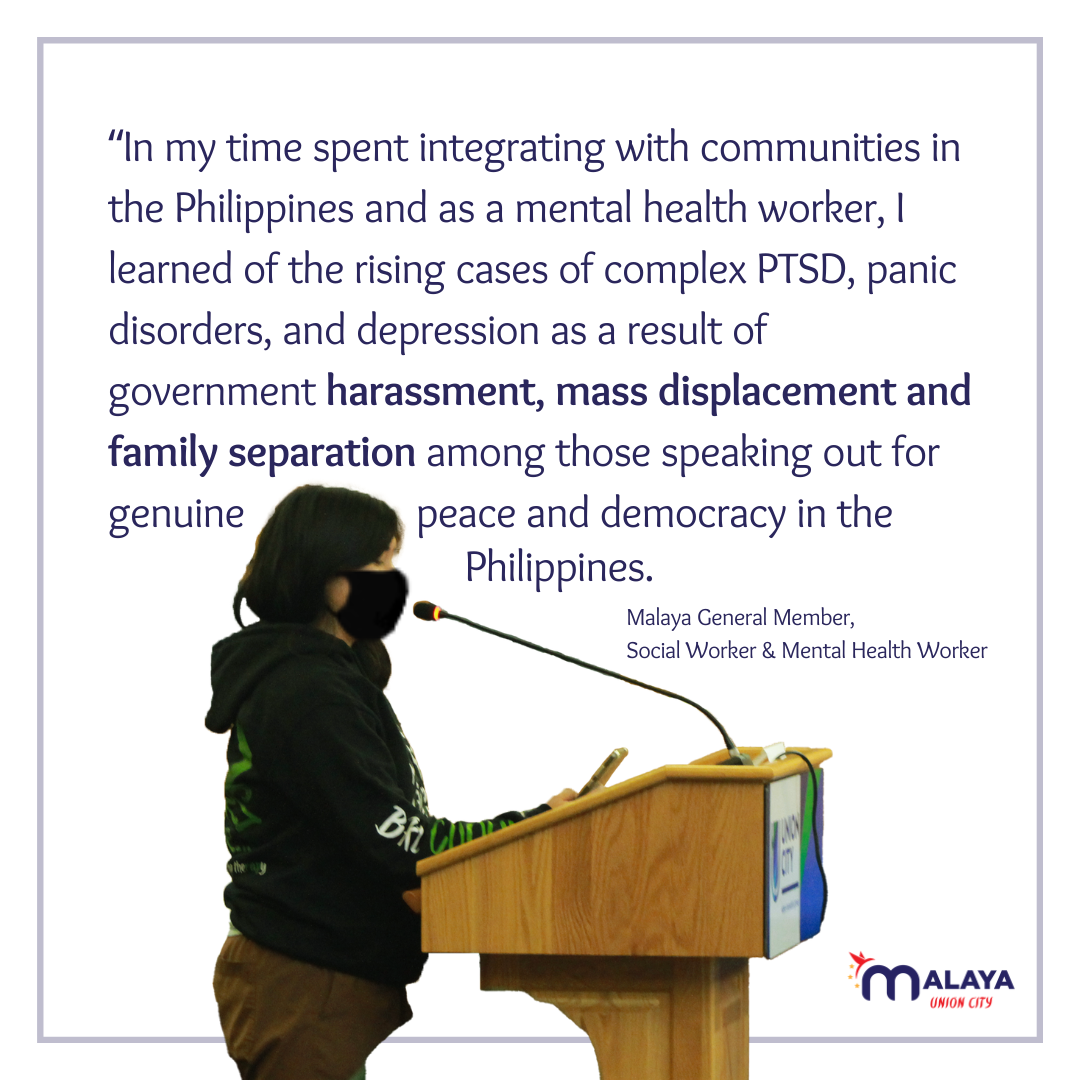 “In my time spent integrating with communities in
the Philippines and as a mental health worker, I
learned of the rising cases of complex PTSD, panic
disorders, and depression as a result of
government harassment, mass displacement and
family separation among those speaking out for
genuine peace and democracy in the
Philippines.
Malaya General Member,
Social Worker & Mental Health Worker
UNION
CITY
MALAYA
UNION CITY